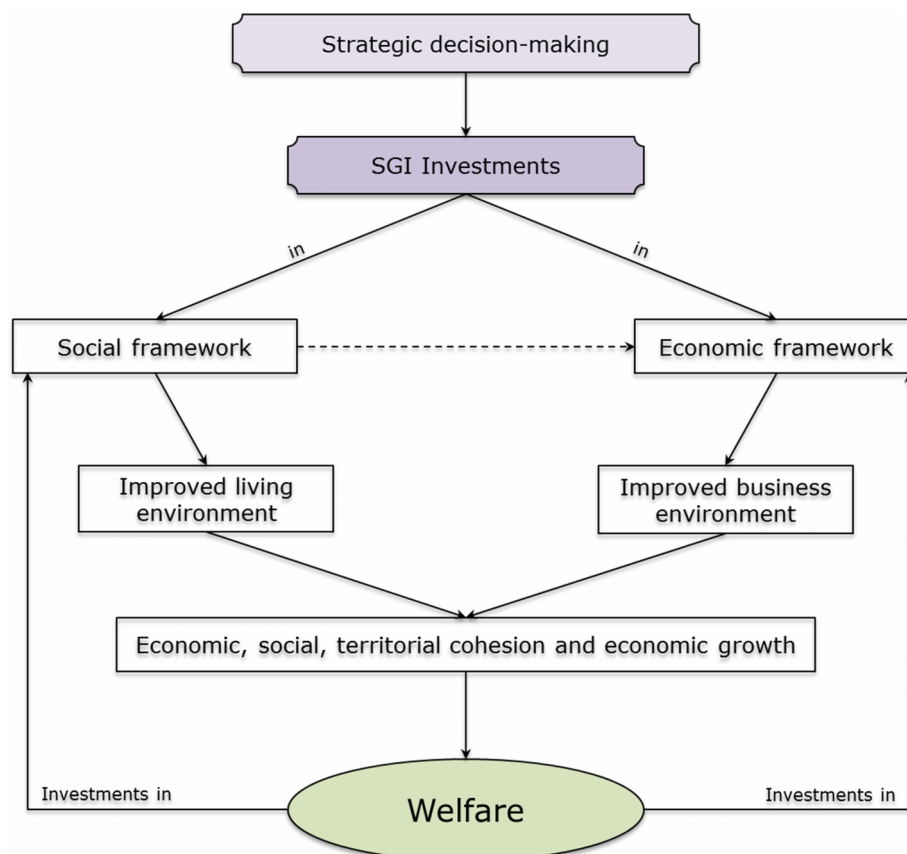 Strategic decision-making
SGI Investments
in
in
Social framework
Economic framework
Improved living
environment
Improved business
environment
Economic, social, territorial cohesion and economic growth
Investments in
Investments in
Welfare